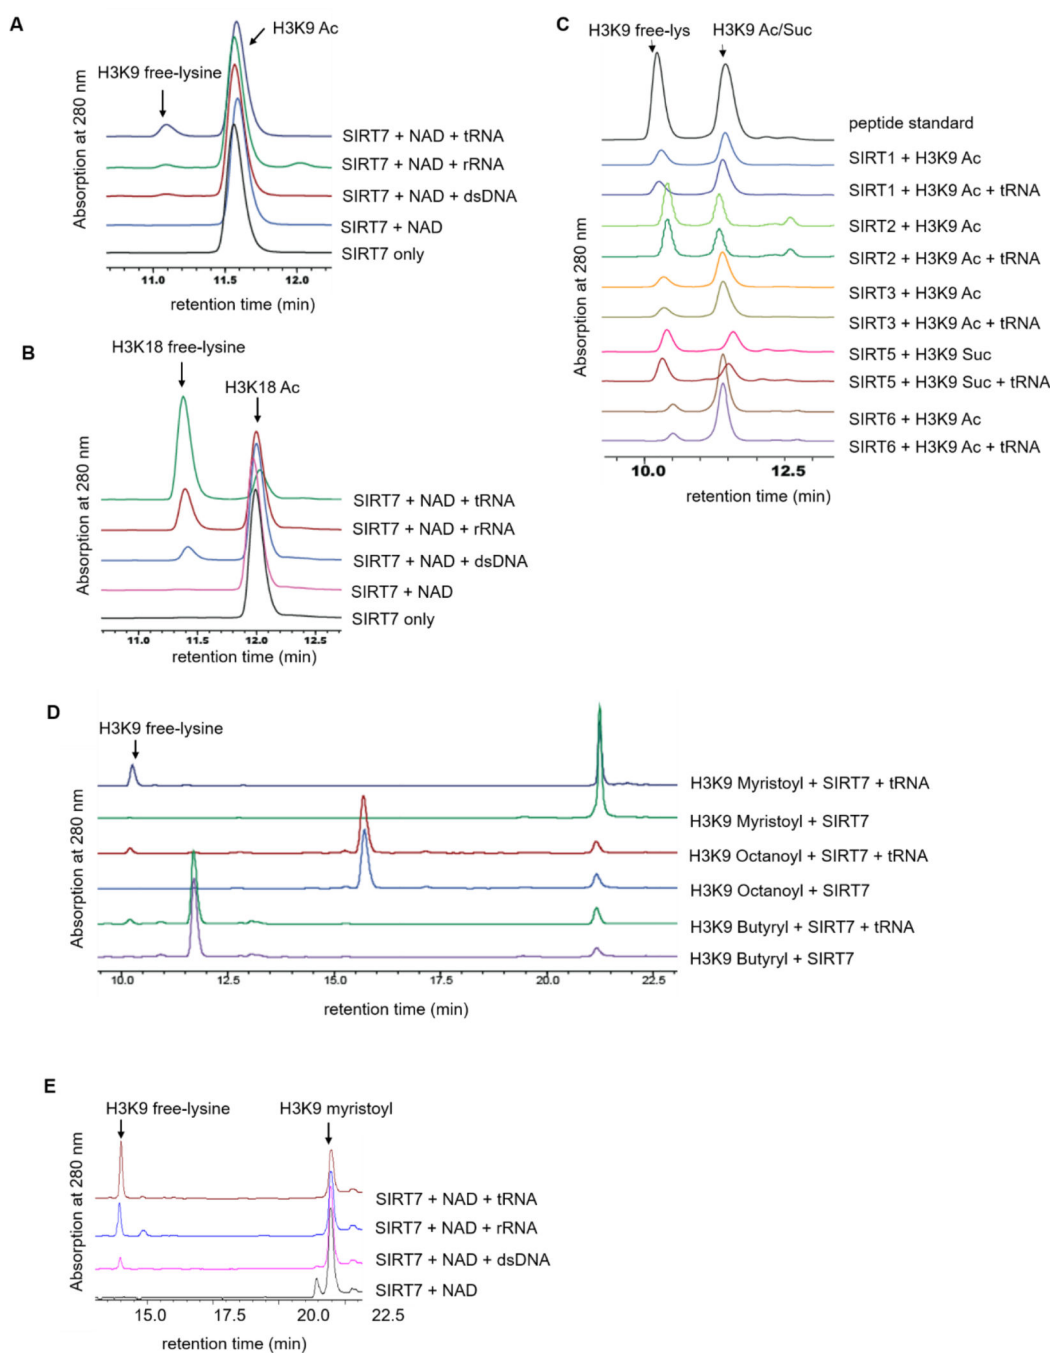 A
H3K9 Ac
H3K9 free-lysine
Absorption at 280 nm
SIRT7 + NAD + tRNA
SIRT7 + NAD + rRNA
SIRT7 + NAD + dsDNA
SIRT7 + NAD
SIRT7 only
11.0 11.5 12.0
retention time (min)
B
H3K18 free-lysine
H3K18 Ac
Absorption at 280 nm
SIRT7 + NAD + tRNA
SIRT7 + NAD + rRNA
SIRT7 + NAD + dsDNA
SIRT7 + NAD
SIRT7 only
11.0 11.5 12.0 12.5
retention time (min)
C
H3K9 free-lys H3K9 Ac/Suc
Absorption at 280 nm
peptide standard
SIRT1 + H3K9 Ac
SIRT1 + H3K9 Ac + tRNA
SIRT2 + H3K9 Ac
SIRT2 + H3K9 Ac + tRNA
SIRT3 + H3K9 Ac
SIRT3 + H3K9 Ac + tRNA
SIRT5 + H3K9 Suc
SIRT5 + H3K9 Suc + tRNA
SIRT6 + H3K9 Ac
SIRT6 + H3K9 Ac + tRNA
10.0 12.5
retention time (min)
D
H3K9 free-lysine
Absorption at 280 nm
H3K9 Myristoyl + SIRT7 + tRNA
H3K9 Myristoyl + SIRT7
H3K9 Octanoyl + SIRT7 + tRNA
H3K9 Octanoyl + SIRT7
H3K9 Butyryl + SIRT7 + tRNA
H3K9 Butyryl + SIRT7
10.0 12.5 15.0 17.5 20.0 22.5
retention time (min)
E
H3K9 free-lysine H3K9 myristoyl
Absorption at 280 nm
SIRT7 + NAD + tRNA
SIRT7 + NAD + rRNA
SIRT7 + NAD + dsDNA
SIRT7 + NAD
15.0 17.5 20.0 22.5
retention time (min)